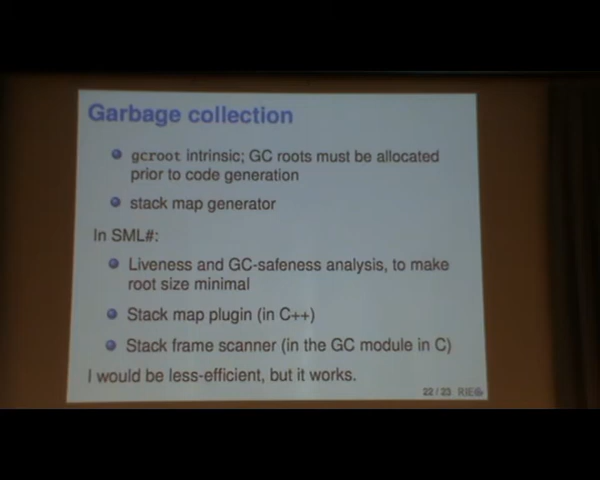 Garbage collection
gcroot intrinsic; GC roots must be allocated
prior to code generation
stack map generator
In SML#:
Liveness and GC-safeness analysis, to make
root size minimal
Stack map plugin (in C++)
Stack frame scanner (in the GC module in C)
I would be less-efficient, but it works.
22 / 23